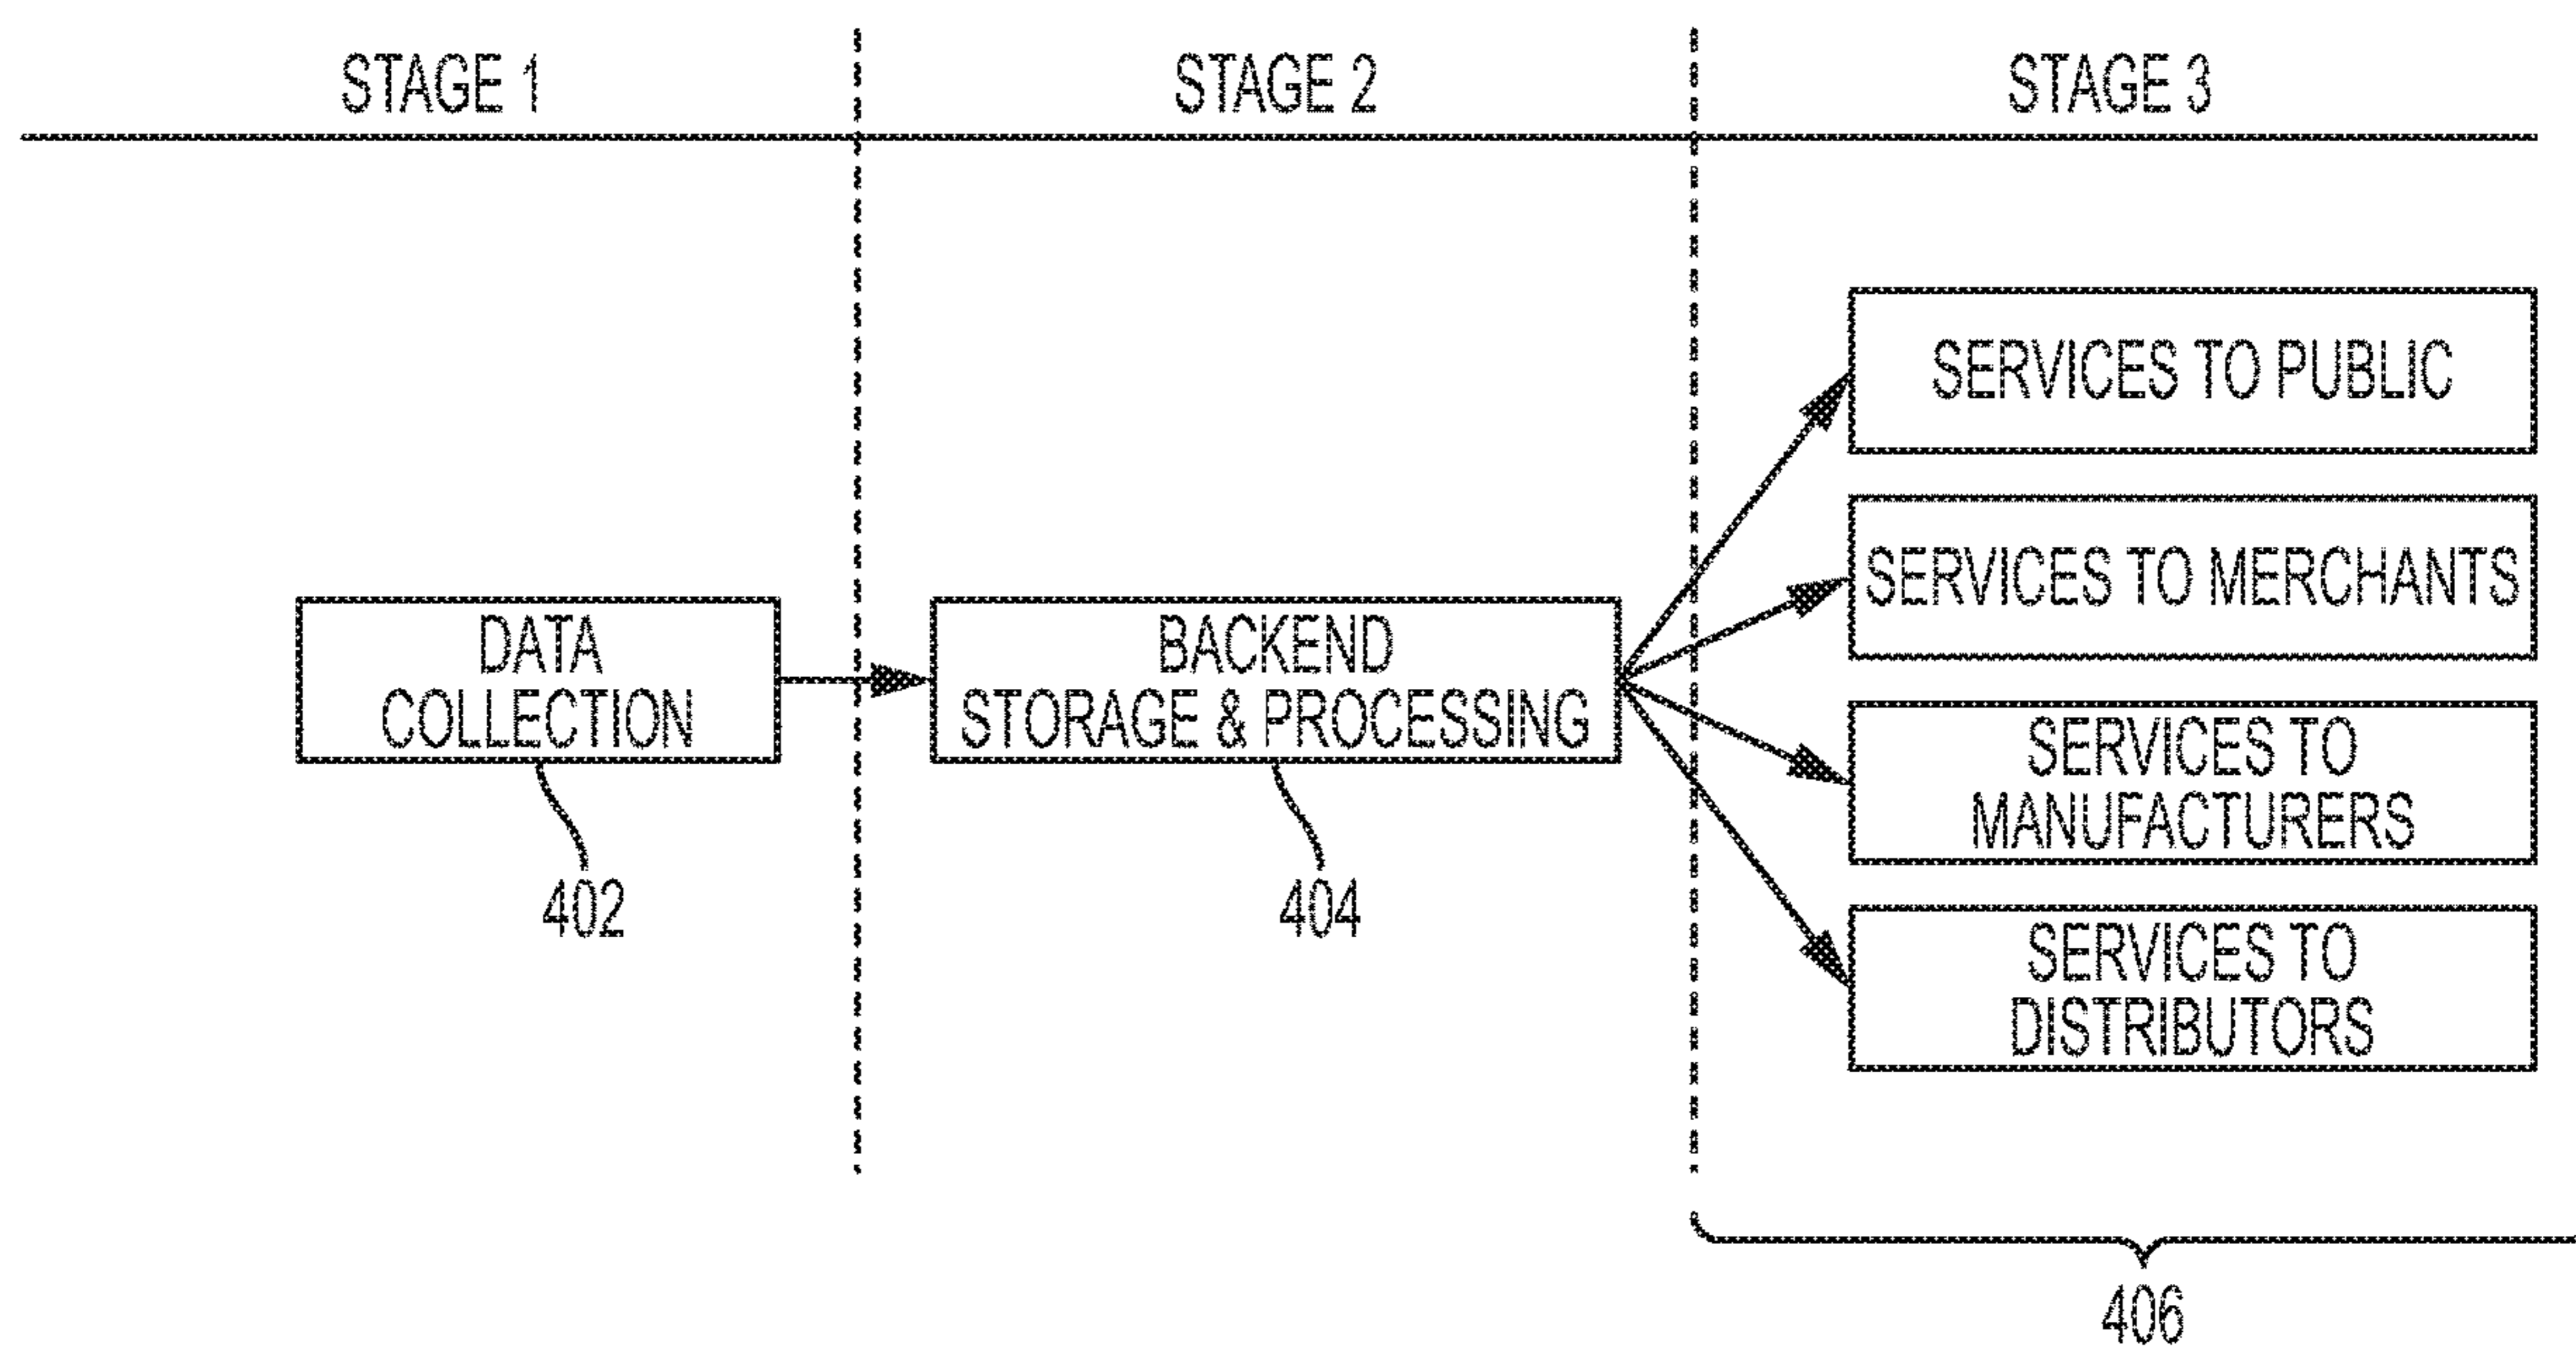 STAGE 1
STAGE 2
STAGE 3
DATA
COLLECTION
402
BACKEND
STORAGE & PROCESSING
404
SERVICES TO PUBLIC
SERVICES TO MERCHANTS
SERVICES TO
MANUFACTURERS
SERVICES TO
DISTRIBUTORS
406